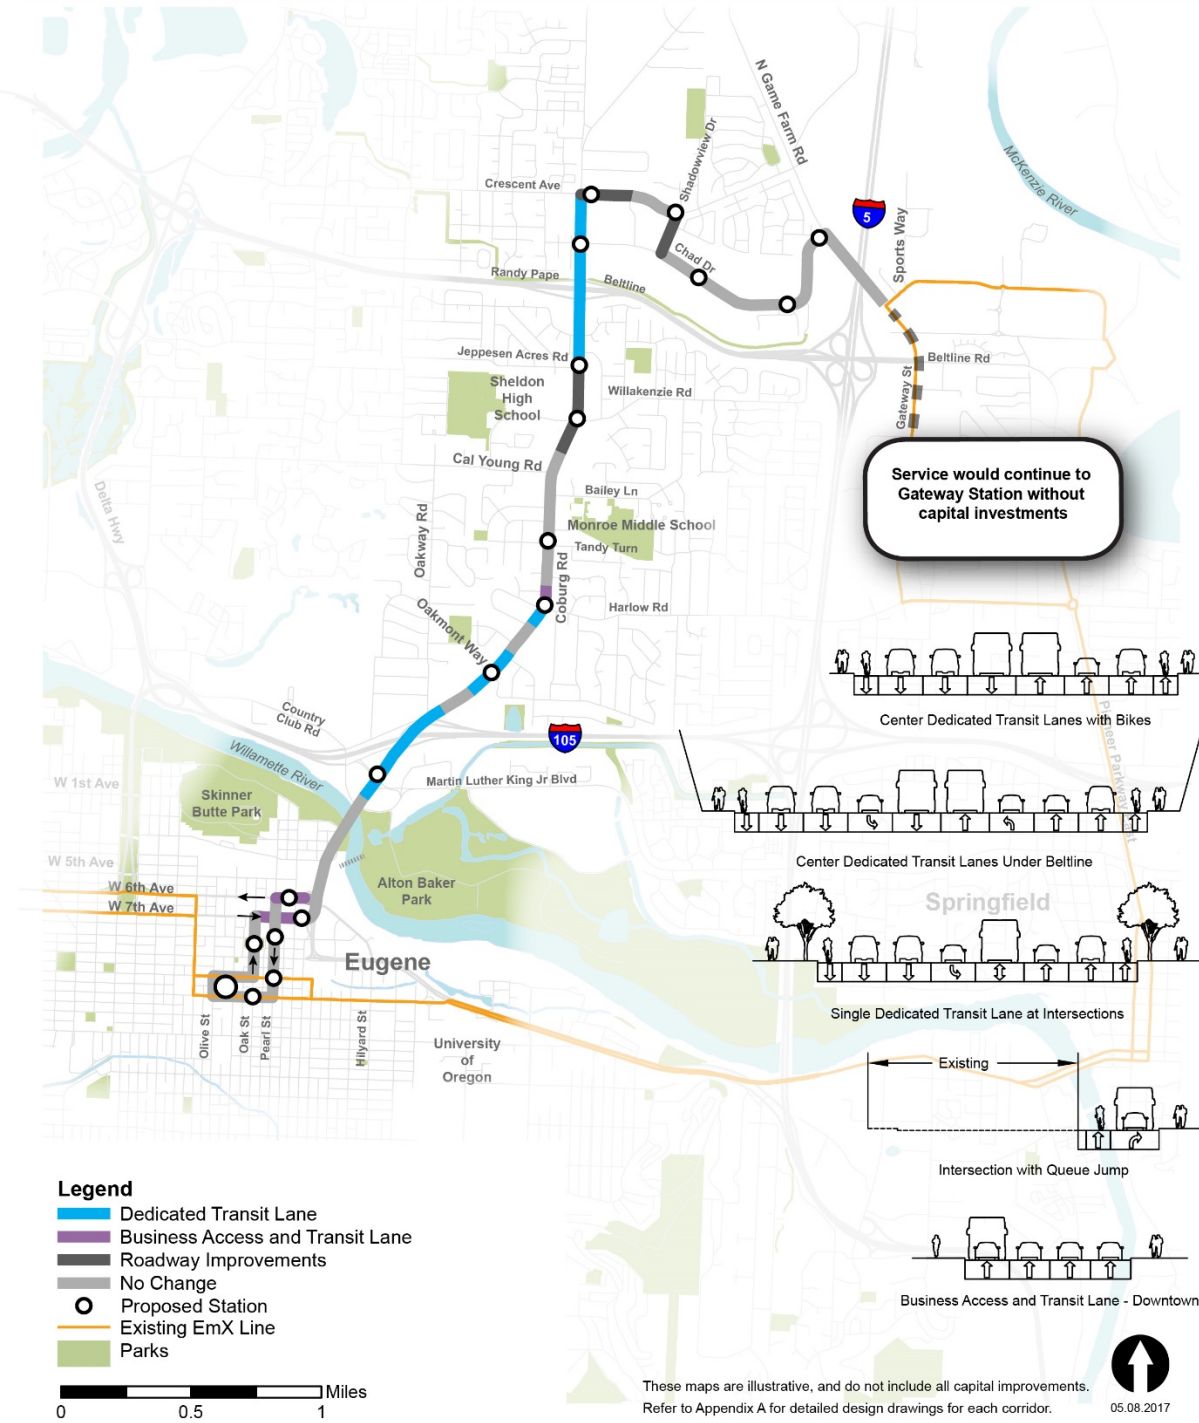 N Game Farm Rd
McKenzie River
Shadowview Dr
Crescent Ave
5
Sports Way
Chad Dr
Randy Pape
Beltline
Jeppesen Acres Rd
Beltline Rd
Gateway St
Sheldon
High
School
Willakenzie Rd
Cal Young Rd
Service would continue to
Gateway Station without
capital investments
Delta Hwy
Bailey Ln
Oakway Rd
Monroe Middle School
Tandy Turn
Coburg Rd
Harlow Rd
Oakmont Way
Center Dedicated Transit Lanes with Bikes
Country
Club Rd
105
Willamette River
Martin Luther King Jr Blvd
W 1st Ave
Skinner
Butte Park
Pioneer Parkway East
W 5th Ave
Center Dedicated Transit Lanes Under Beltline
W 6th Ave
W 7th Ave
Alton Baker
Park
Springfield
Eugene
Olive St
Oak St
Pearl St
Hilyard St
Single Dedicated Transit Lane at Intersections
University
of
Oregon
Existing
Intersection with Queue Jump
Legend
Dedicated Transit Lane
Business Access and Transit Lane
Roadway Improvements
No Change
Proposed Station
Existing EmX Line
Parks
Business Access and Transit Lane - Downtown
Miles
0 0.5 1
These maps are illustrative, and do not include all capital improvements.
Refer to Appendix A for detailed design drawings for each corridor.
05.08.2017